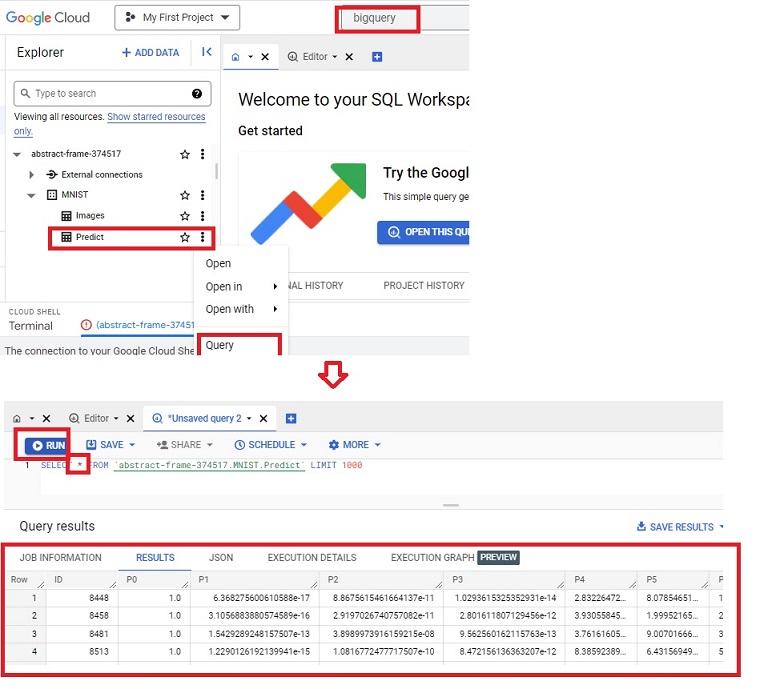 Google Cloud My First Project bigquery
Explorer + ADD DATA
Editor
Type to search
Viewing all resources. Show starred resources
only.
Welcome to your SQL Workspa
Get started
abstract-frame-374517
External connections
MNIST
Images
Predict
Try the Googl
This simple query ge
OPEN THIS QU
Open
Open in
Open with
Query
NAL HISTORY PROJECT HISTORY
CLOUD SHELL
Terminal (abstract-frame-37451
The connection to your Google Cloud She
Editor *Unsaved query 2
RUN SAVE SHARE SCHEDULE MORE
1 SELECT * FROM `abstract-frame-374517.MNIST.Predict` LIMIT 1000
Query results SAVE RESULTS
JOB INFORMATION RESULTS JSON EXECUTION DETAILS EXECUTION GRAPH PREVIEW
Row ID P0 P1 P2 P3 P4 P5 P
1 8448 1.0 6.368275600610588e-17 8.8675615461664137e-11 1.0293615325352931e-14 2.83226472... 8.07854651... 1
2 8458 1.0 3.1056883880574589e-16 2.9197026740757082e-11 2.801611807129456e-12 3.93055845... 1.99952165... 2
3 8481 1.0 1.5429289248157507e-13 3.8989973916159215e-08 9.562560162115763e-13 3.76161605... 9.00701666... 3
4 8513 1.0 1.2290126192139941e-15 1.0816772477717507e-10 8.472156136363207e-12 8.38592389... 6.43156949... 5